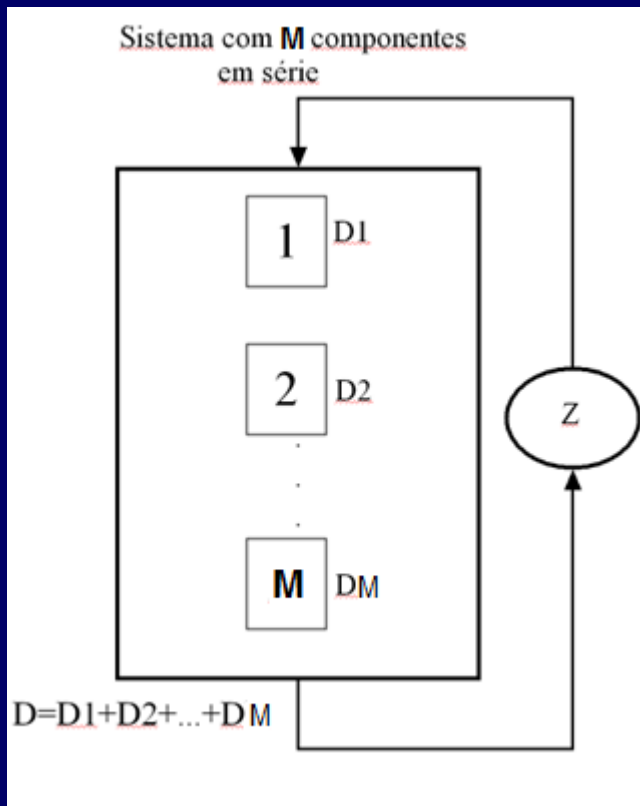 Sistema com M componentes
em série
1 D1
2 D2
.
.
.
M DM
Z
D=D1+D2+...+DM